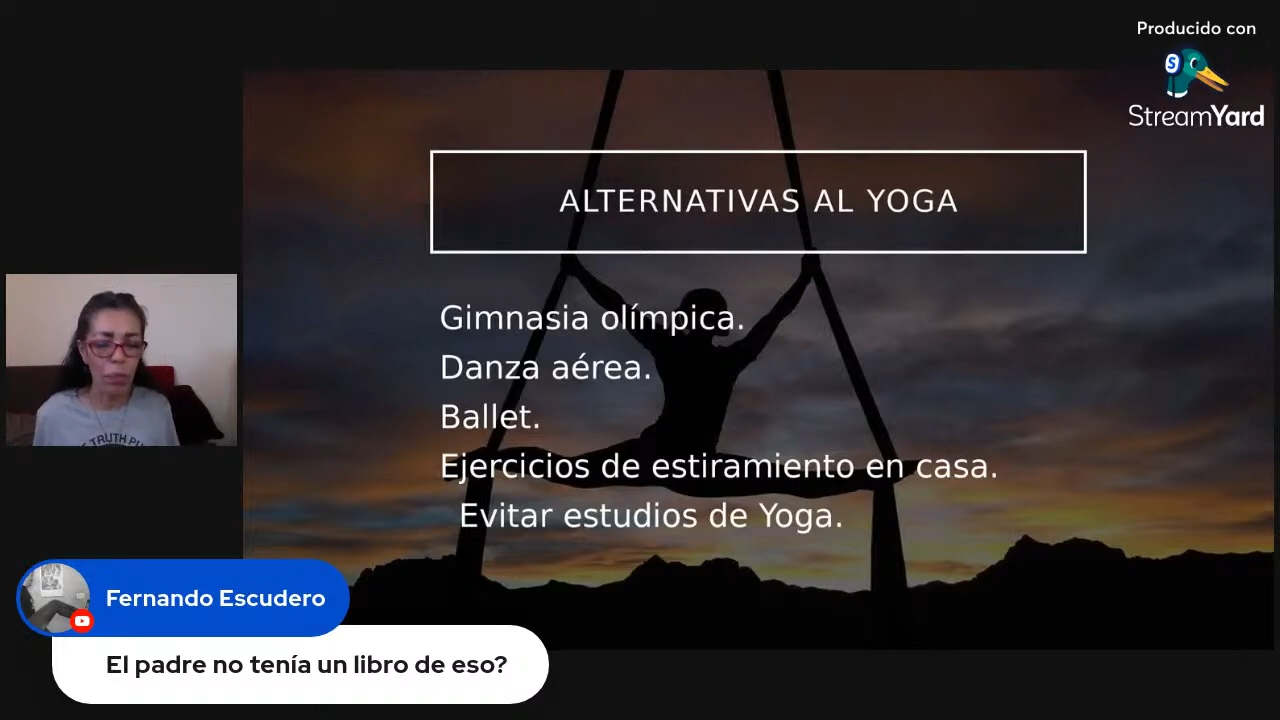 Producido con
StreamYard
ALTERNATIVAS AL YOGA
Gimnasia olímpica.
Danza aérea.
Ballet.
Ejercicios de estiramiento en casa.
Evitar estudios de Yoga.
TRUTH
Fernando Escudero
El padre no tenía un libro de eso?